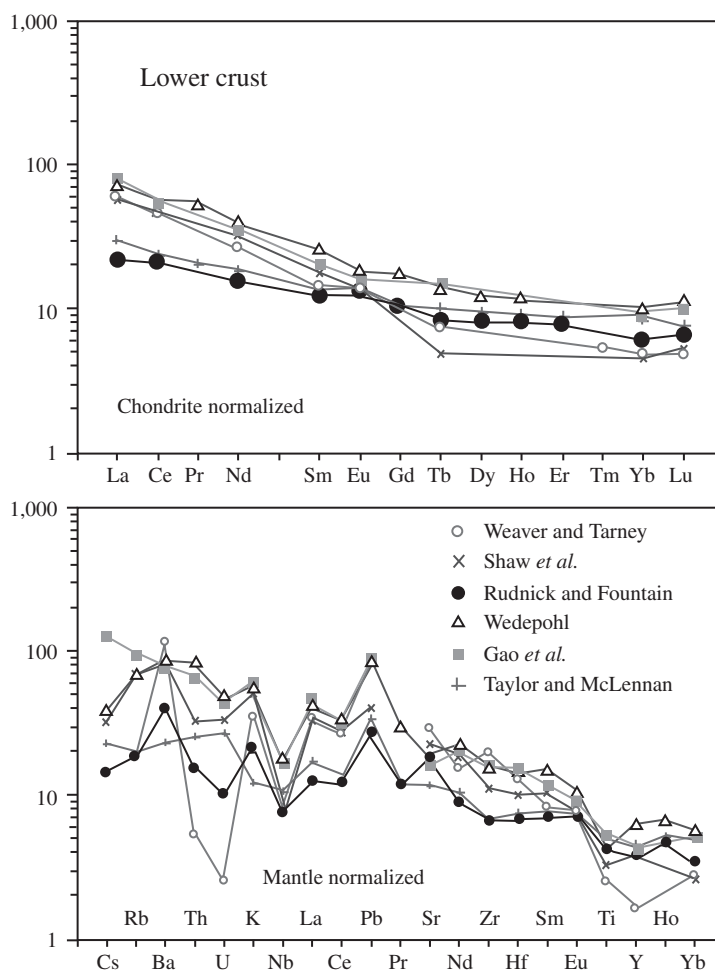 1,000
Lower crust
100
10
Chondrite normalized
1
La Ce Pr Nd Sm Eu Gd Tb Dy Ho Er Tm Yb Lu
1,000
Weaver and Tarney
Shaw et al.
Rudnick and Fountain
Wedepohl
100
Gao et al.
Taylor and McLennan
10
Mantle normalized
Rb Th K La Pb Sr Zr Sm Ti Ho
1
Cs Ba U Nb Ce Pr Nd Hf Eu Y Yb